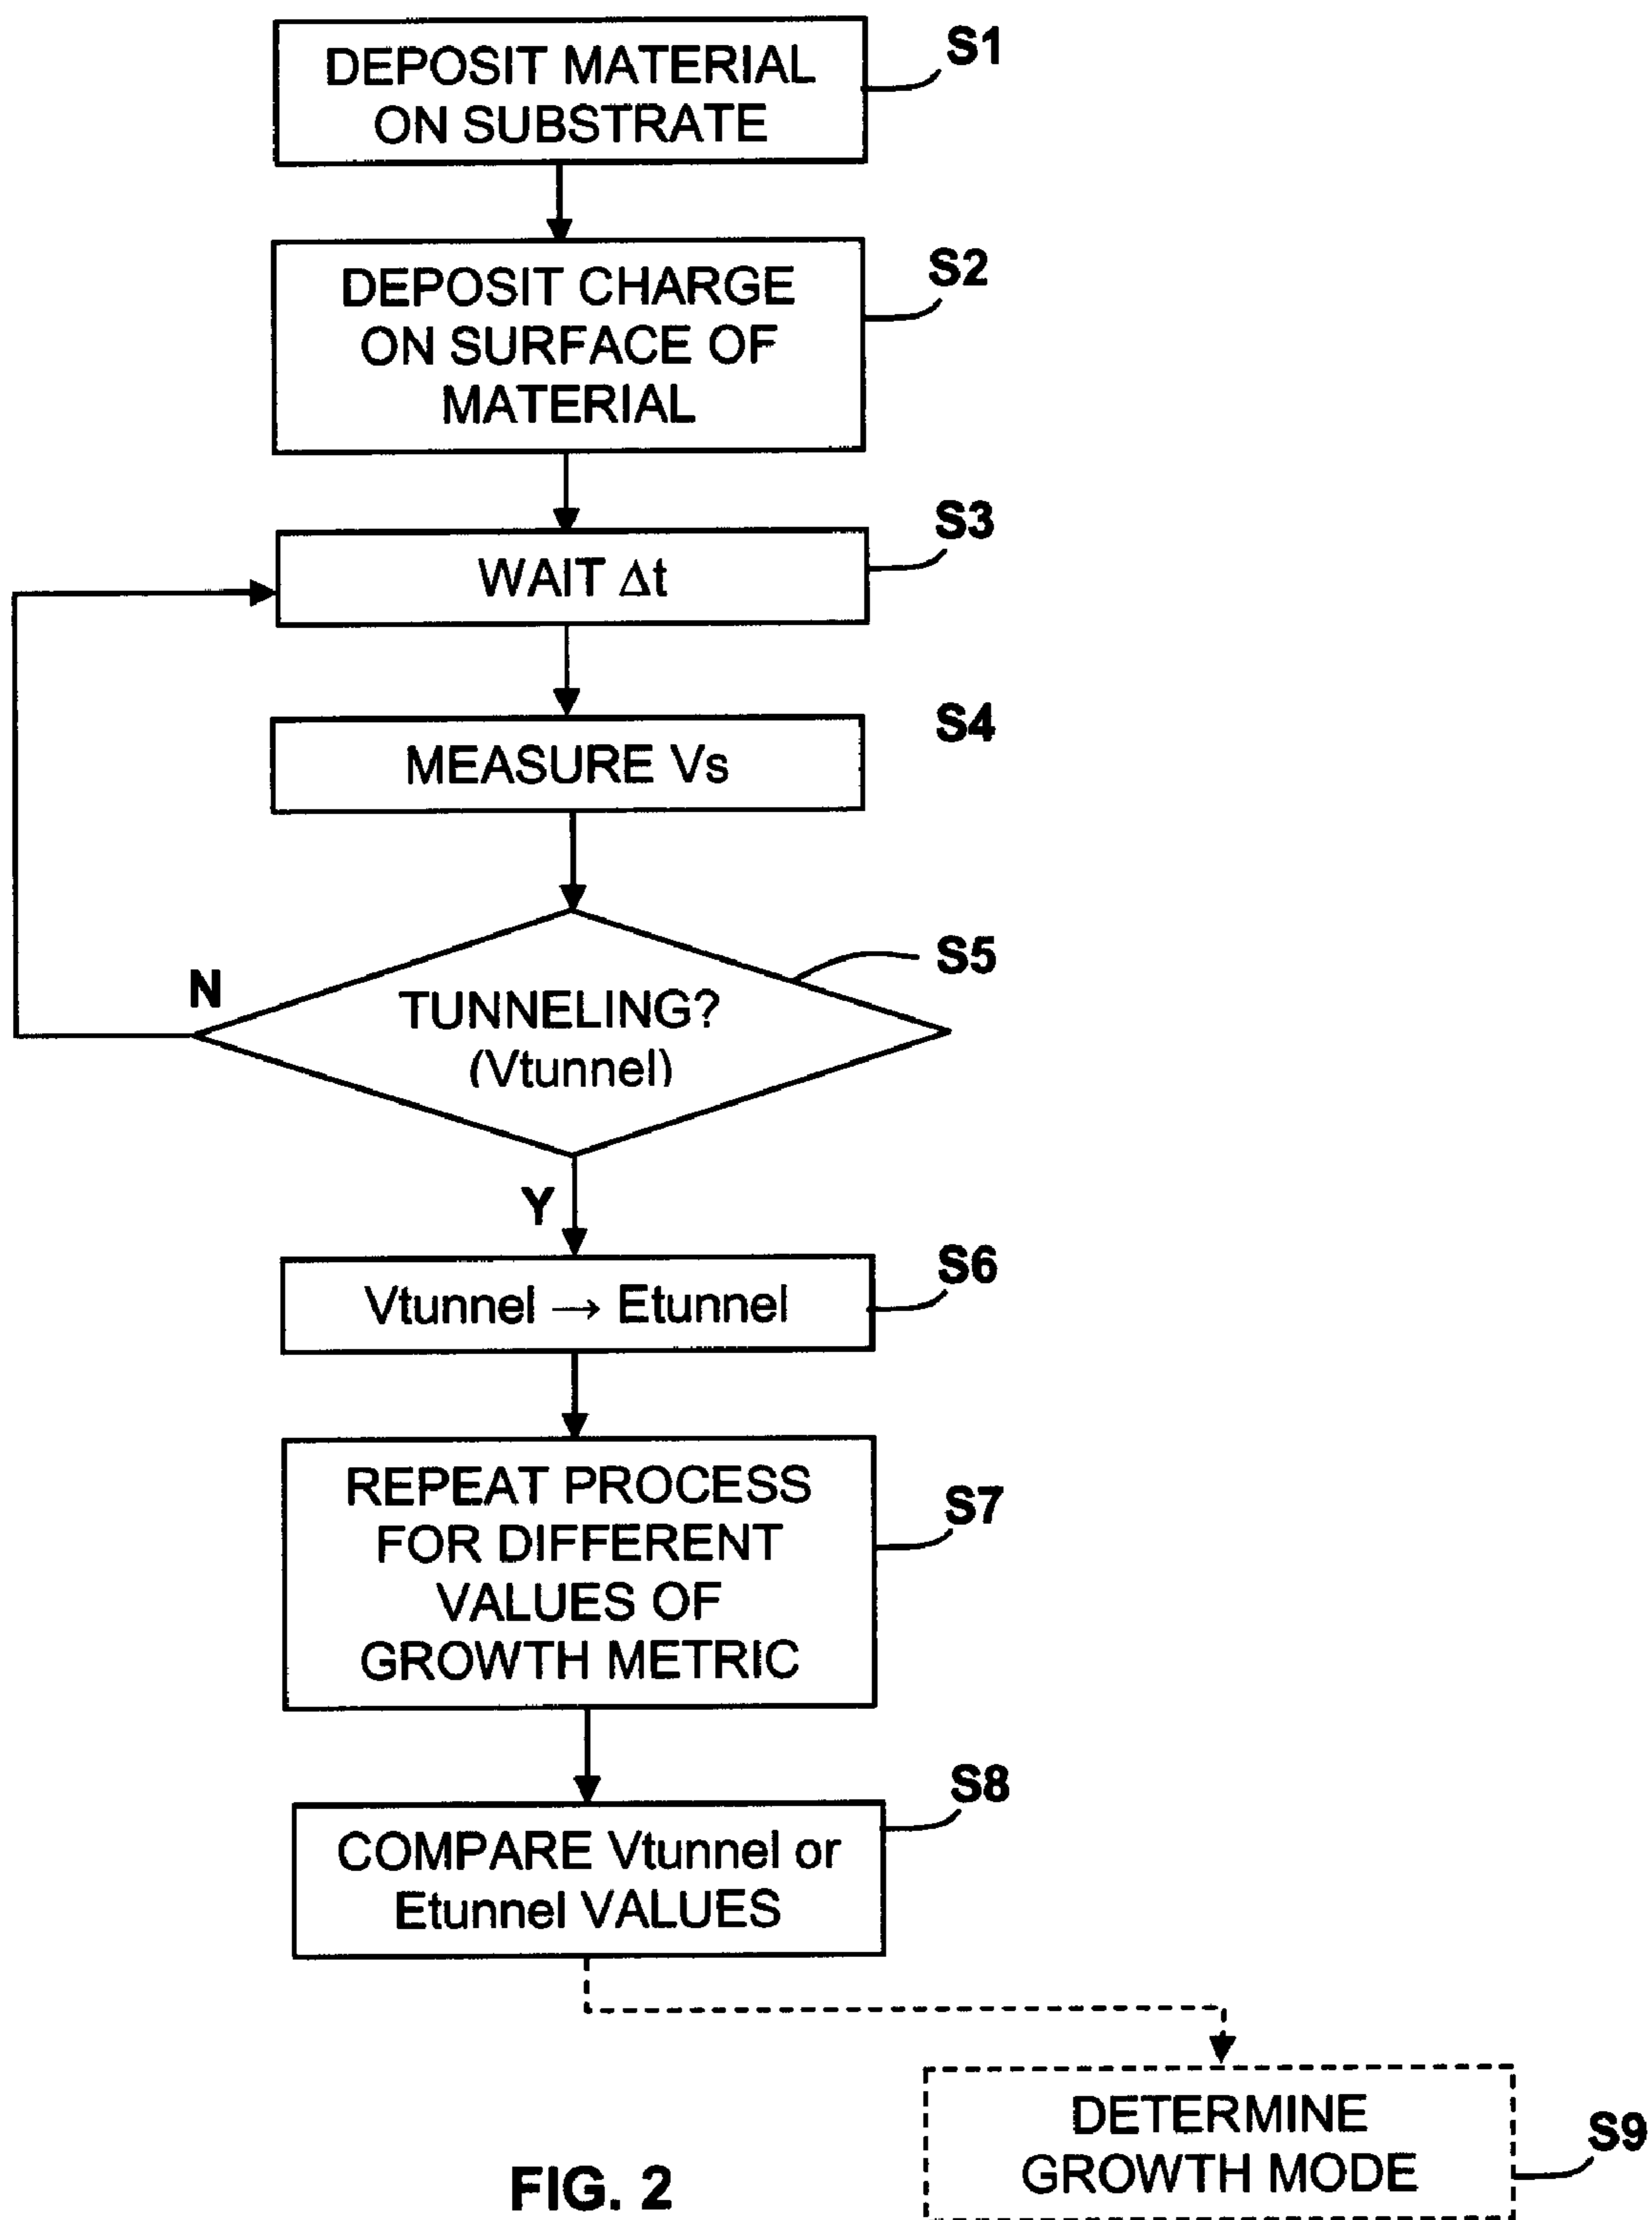 DEPOSIT MATERIAL
ON SUBSTRATE
S1
DEPOSIT CHARGE
ON SURFACE OF
MATERIAL
S2
WAIT Δt
S3
MEASURE Vs
S4
TUNNELING?
(Vtunnel)
S5
N
Y
Vtunnel → Etunnel
S6
REPEAT PROCESS
FOR DIFFERENT
VALUES OF
GROWTH METRIC
S7
COMPARE Vtunnel or
Etunnel VALUES
S8
DETERMINE
GROWTH MODE
S9
FIG. 2